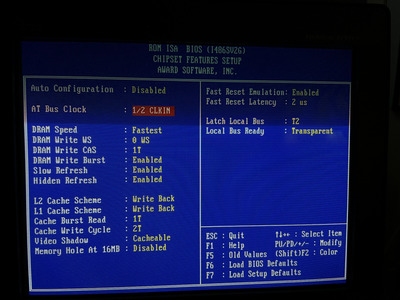 ROM ISA BIOS (1486SV2G)
CHIPSET FEATURES SETUP
AWARD SOFTWARE, INC.
Auto Configuration : Disabled
AT Bus Clock : 1/2 CLKIN
DRAM Speed : Fastest
DRAM Write WS : 0 WS
DRAM Write CAS : 1T
DRAM Write Burst : Enabled
Slow Refresh : Enabled
Hidden Refresh : Enabled
L2 Cache Scheme : Write Back
L1 Cache Scheme : Write Back
Cache Burst Read : 1T
Cache Write Cycle : 2T
Video Shadow : Cacheable
Memory Hole At 16MB : Disabled
Fast Reset Emulation: Enabled
Fast Reset Latency : 2 us
Latch Local Bus : T2
Local Bus Ready : Transparent
ESC : Quit ↑↓←→ : Select Item
F1 : Help PU/PD/+/- : Modify
F5 : Old Values (Shift)F2 : Color
F6 : Load BIOS Defaults
F7 : Load Setup Defaults